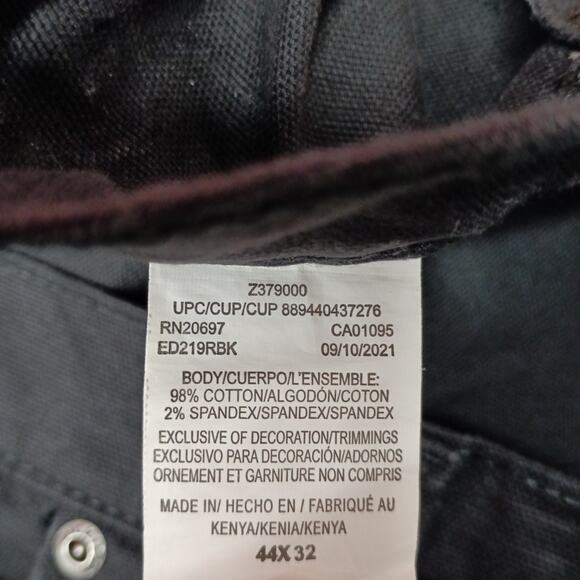 Z379000
UPC/CUP/CUP 889440437276
RN20697 CA01095
ED219RBK 09/10/2021
BODY/CUERPO/L'ENSEMBLE:
98% COTTON/ALGODÓN/COTON
2% SPANDEX/SPANDEX/SPANDEX
EXCLUSIVE OF DECORATION/TRIMMINGS
EXCLUSIVO PARA DECORACIÓN/ADORNOS
ORNEMENT ET GARNITURE NON COMPRIS
MADE IN/ HECHO EN / FABRIQUÉ AU
KENYA/KENIA/KENYA
44X 32